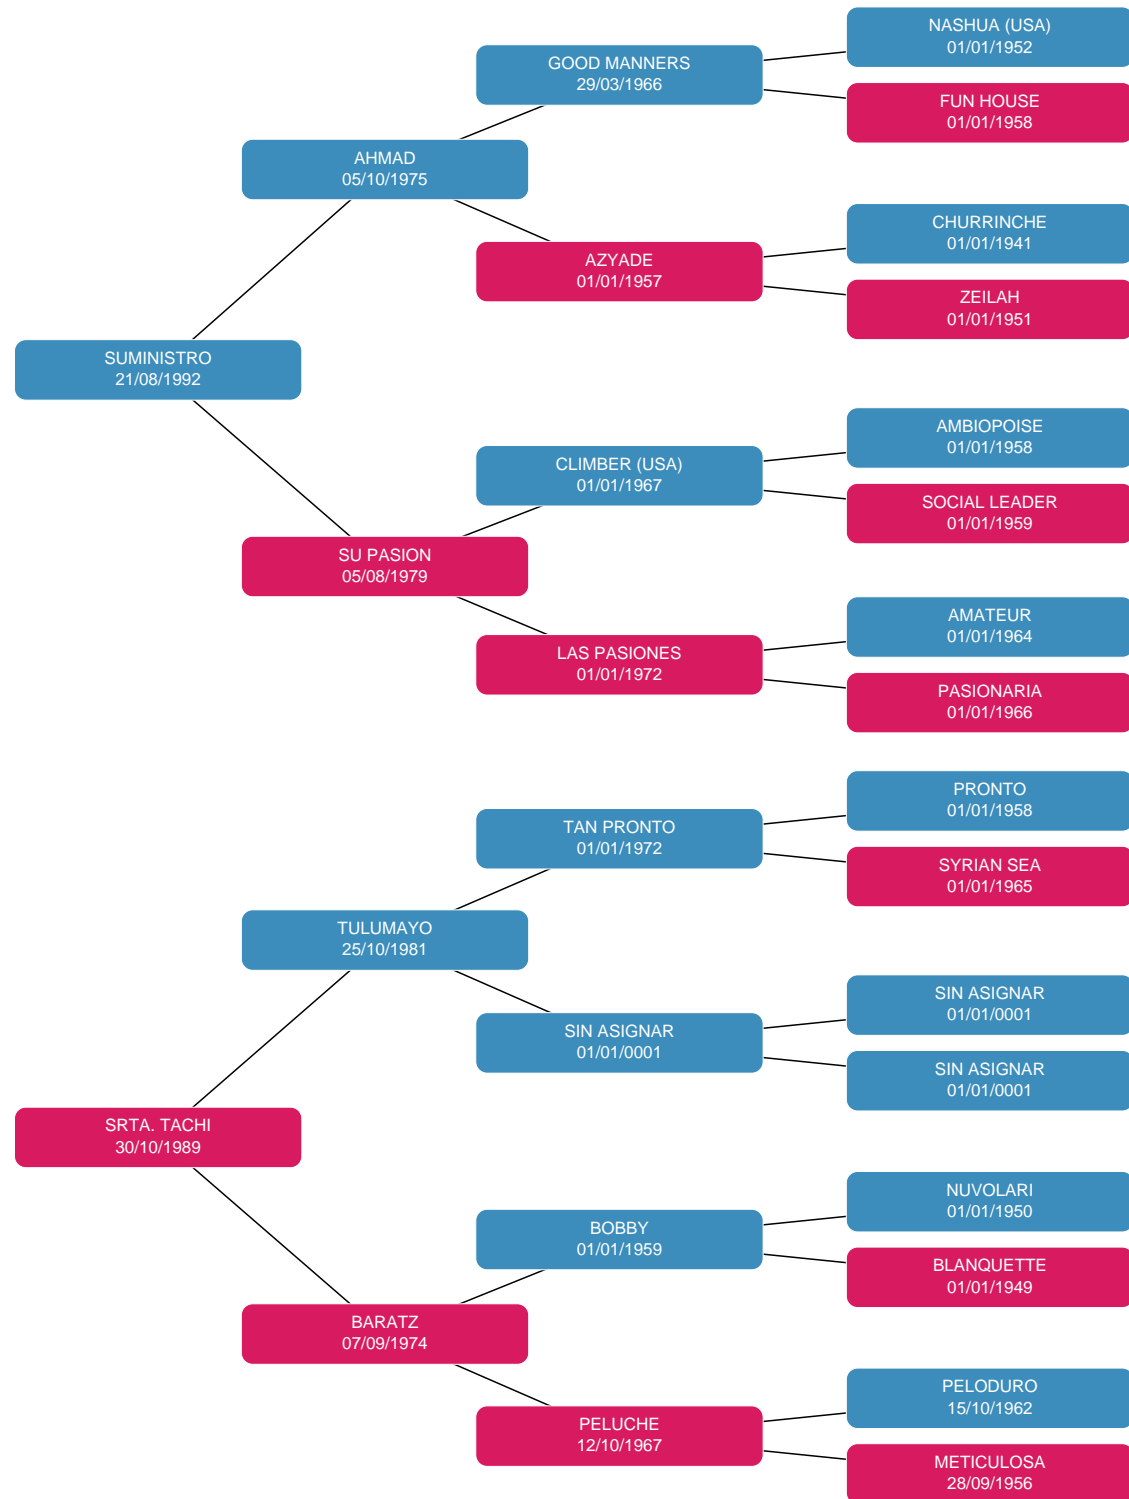 NASHUA (USA)
01/01/1952
GOOD MANNERS
29/03/1966
FUN HOUSE
01/01/1958
AHMAD
05/10/1975
CHURRINCHE
01/01/1941
AZYADE
01/01/1957
ZEILAH
01/01/1951
SUMINISTRO
21/08/1992
AMBIOPOISE
01/01/1958
CLIMBER (USA)
01/01/1967
SOCIAL LEADER
01/01/1959
SU PASION
05/08/1979
AMATEUR
01/01/1964
LAS PASIONES
01/01/1972
PASIONARIA
01/01/1966
PRONTO
01/01/1958
TAN PRONTO
01/01/1972
SYRIAN SEA
01/01/1965
TULUMAYO
25/10/1981
SIN ASIGNAR
01/01/0001
SIN ASIGNAR
01/01/0001
SIN ASIGNAR
01/01/0001
SRTA. TACHI
30/10/1989
NUVOLARI
01/01/1950
BOBBY
01/01/1959
BLANQUETTE
01/01/1949
BARATZ
07/09/1974
PELODURO
15/10/1962
PELUCHE
12/10/1967
METICULOSA
28/09/1956